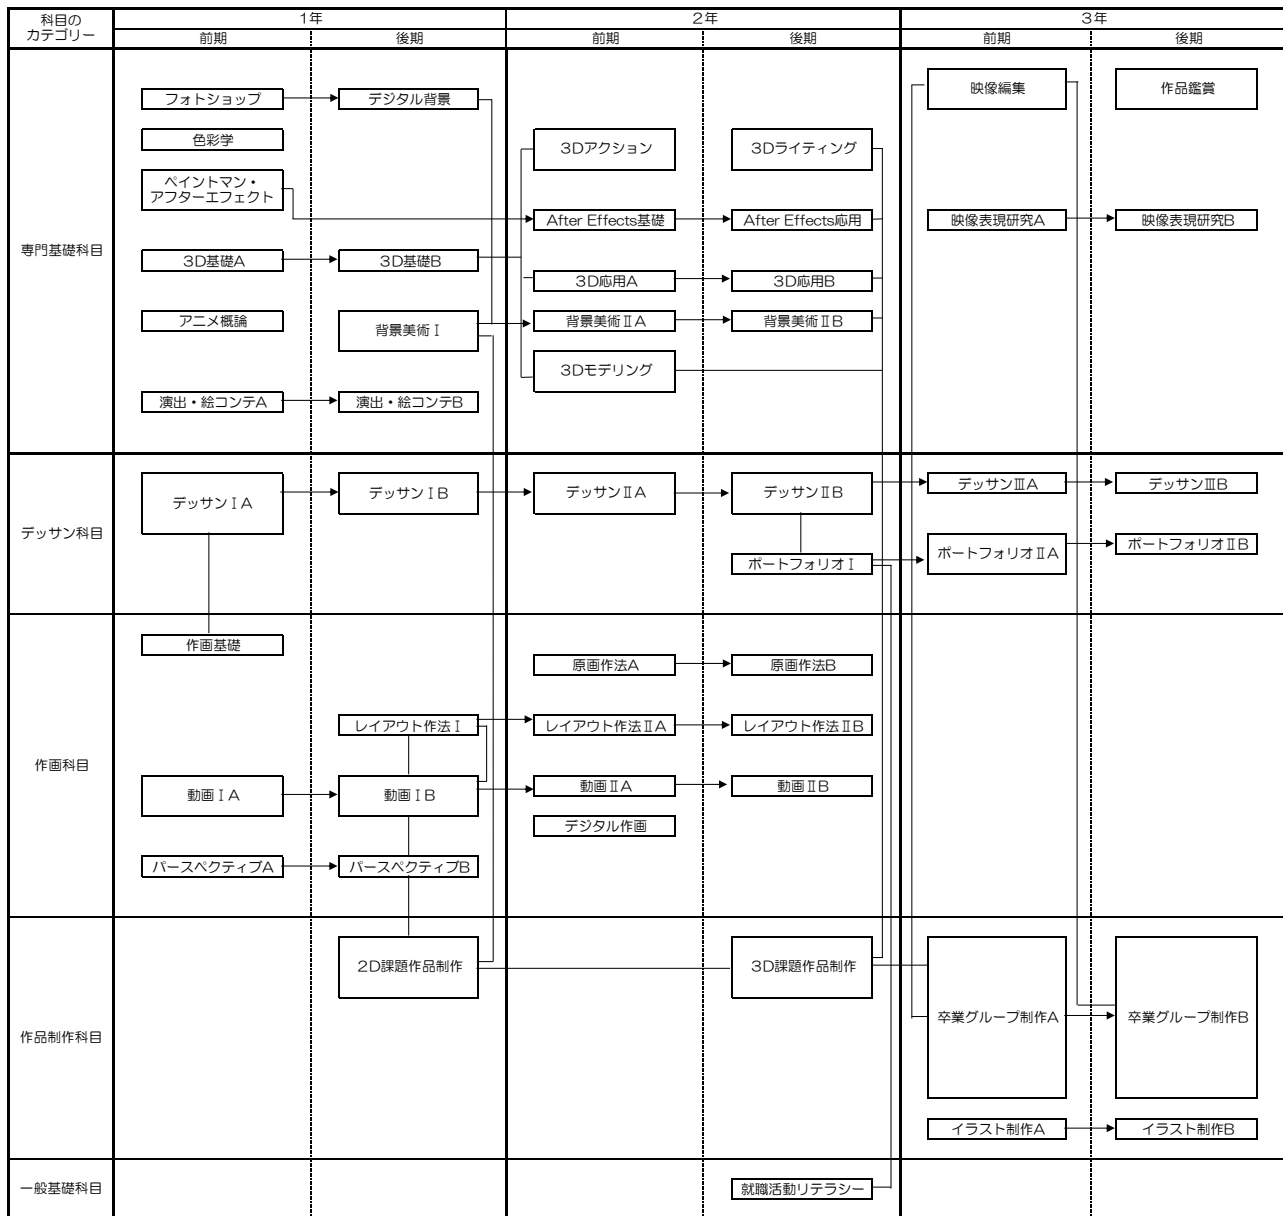 科目の
カテゴリー
1年
2年
3年
前期
後期
前期
後期
前期
後期
専門基礎科目
フォトショップ
デジタル背景
映像編集
作品鑑賞
色彩学
3Dアクション
3Dライティング
ペイントマン・
アフターエフェクト
After Effects基礎
After Effects応用
映像表現研究A
映像表現研究B
3D基礎A
3D基礎B
3D応用A
3D応用B
アニメ概論
背景美術Ⅰ
背景美術ⅡA
背景美術ⅡB
3Dモデリング
演出・絵コンテA
演出・絵コンテB
デッサン科目
デッサンⅠA
デッサンⅠB
デッサンⅡA
デッサンⅡB
デッサンⅢA
デッサンⅢB
ポートフォリオⅠ
ポートフォリオⅡA
ポートフォリオⅡB
作画科目
作画基礎
原画作法A
原画作法B
レイアウト作法Ⅰ
レイアウト作法ⅡA
レイアウト作法ⅡB
動画ⅠA
動画ⅠB
動画ⅡA
動画ⅡB
デジタル作画
パースペクティブA
パースペクティブB
作品制作科目
2D課題作品制作
3D課題作品制作
卒業グループ制作A
卒業グループ制作B
イラスト制作A
イラスト制作B
一般基礎科目
就職活動リテラシー